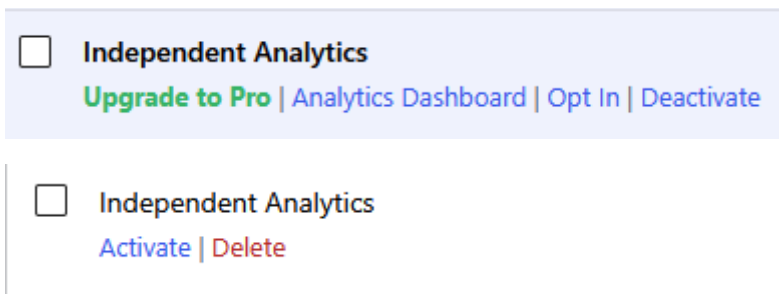 Independent Analytics
Upgrade to Pro | Analytics Dashboard | Opt In | Deactivate
Independent Analytics
Activate | Delete